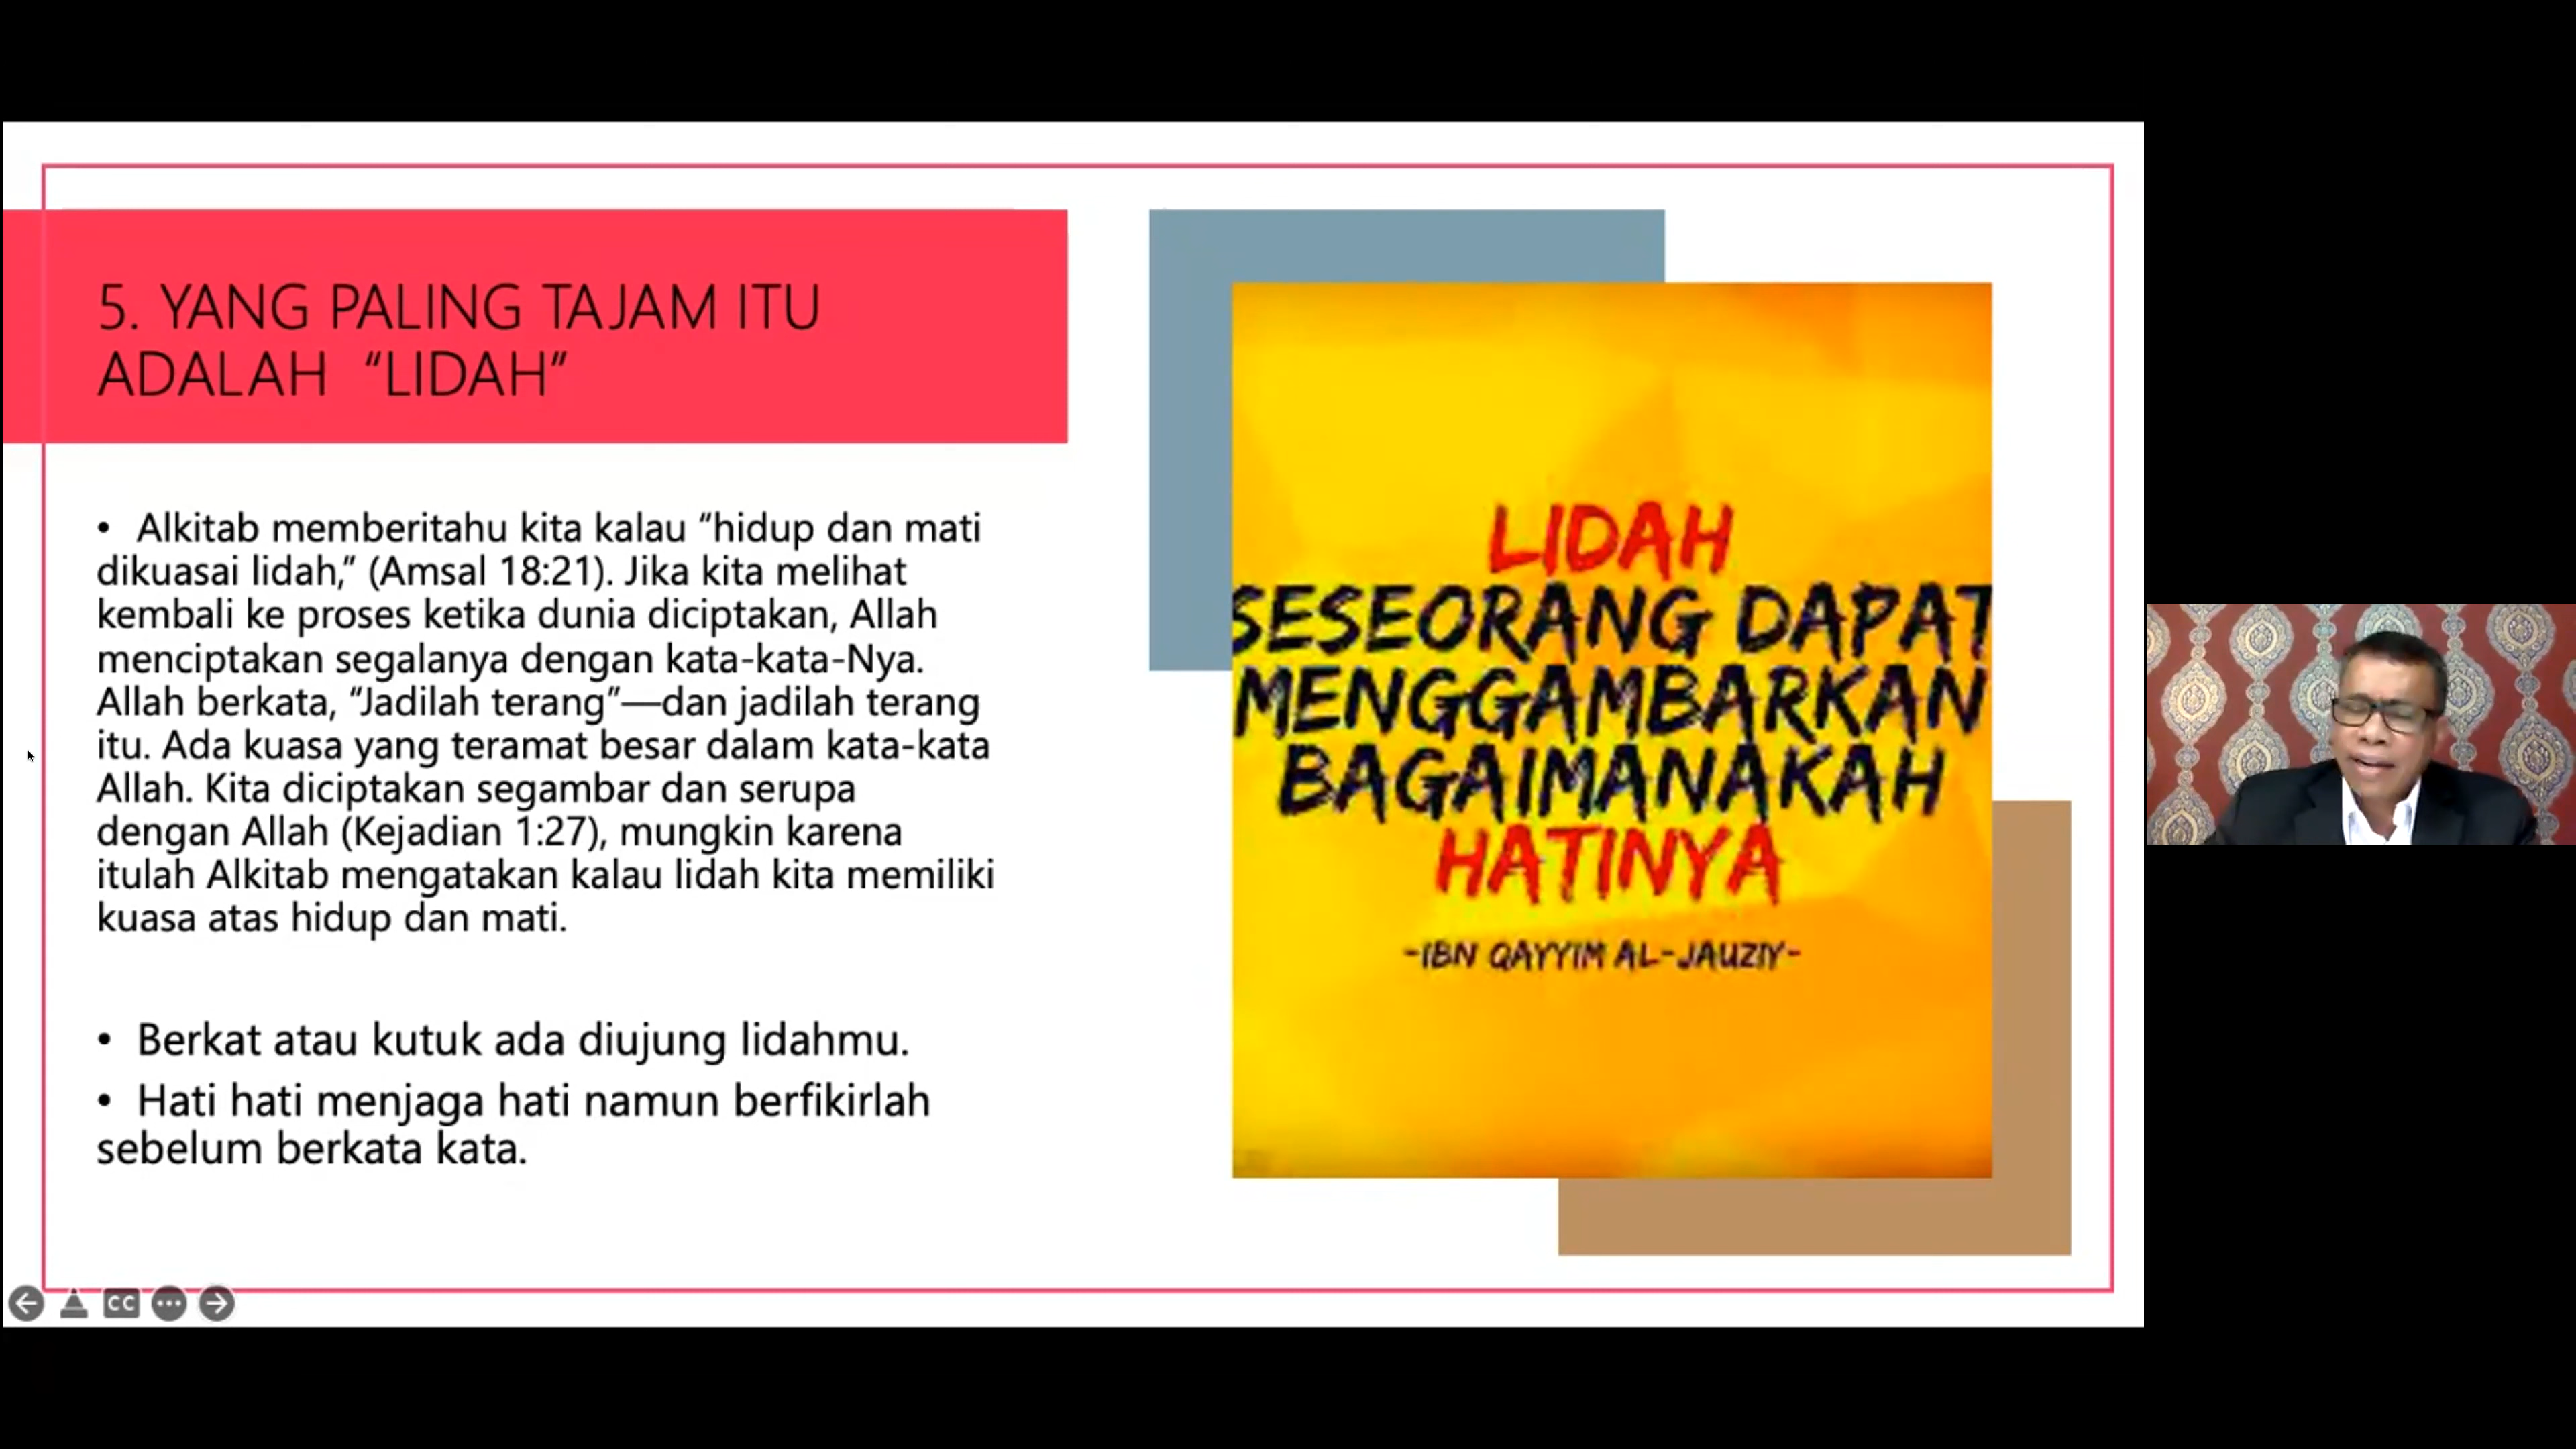 5. YANG PALING TAJAM ITU
ADALAH “LIDAH”
• Alkitab memberitahu kita kalau “hidup dan mati
dikuasai lidah,” (Amsal 18:21). Jika kita melihat
kembali ke proses ketika dunia diciptakan, Allah
menciptakan segalanya dengan kata-kata-Nya.
Allah berkata, “Jadilah terang”—dan jadilah terang
itu. Ada kuasa yang teramat besar dalam kata-kata
Allah. Kita diciptakan segambar dan serupa
dengan Allah (Kejadian 1:27), mungkin karena
itulah Alkitab mengatakan kalau lidah kita memiliki
kuasa atas hidup dan mati.
• Berkat atau kutuk ada diujung lidahmu.
• Hati hati menjaga hati namun berfikirlah
sebelum berkata kata.
LIDAH
SESEORANG DAPAT
MENGGAMBARKAN
BAGAIMANAKAH
HATINYA
-IBN QAYYIM AL-JAUZIY-
CC